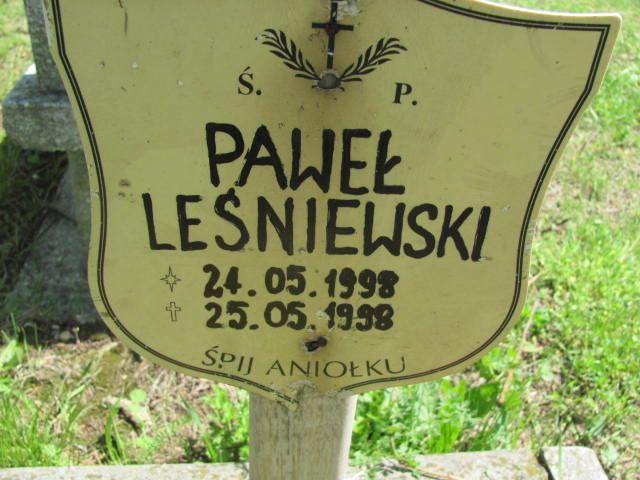 Ś. P.
PAWEŁ
LEŚNIEWSKI
24.05.1998
25.05.1998
ŚPIJ ANIOŁKU